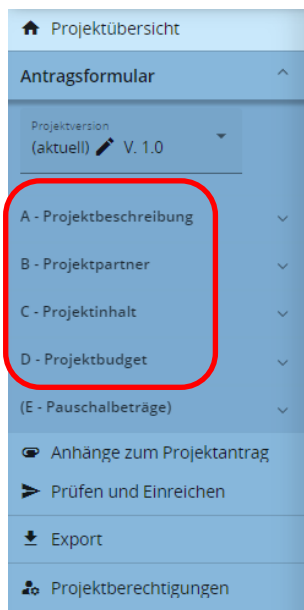 Projektübersicht
Antragsformular
Projektversion
(aktuell) V. 1.0
A - Projektbeschreibung
B - Projektpartner
C - Projektinhalt
D - Projektbudget
(E - Pauschalbeträge)
Anhänge zum Projektantrag
Prüfen und Einreichen
Export
Projektberechtigungen